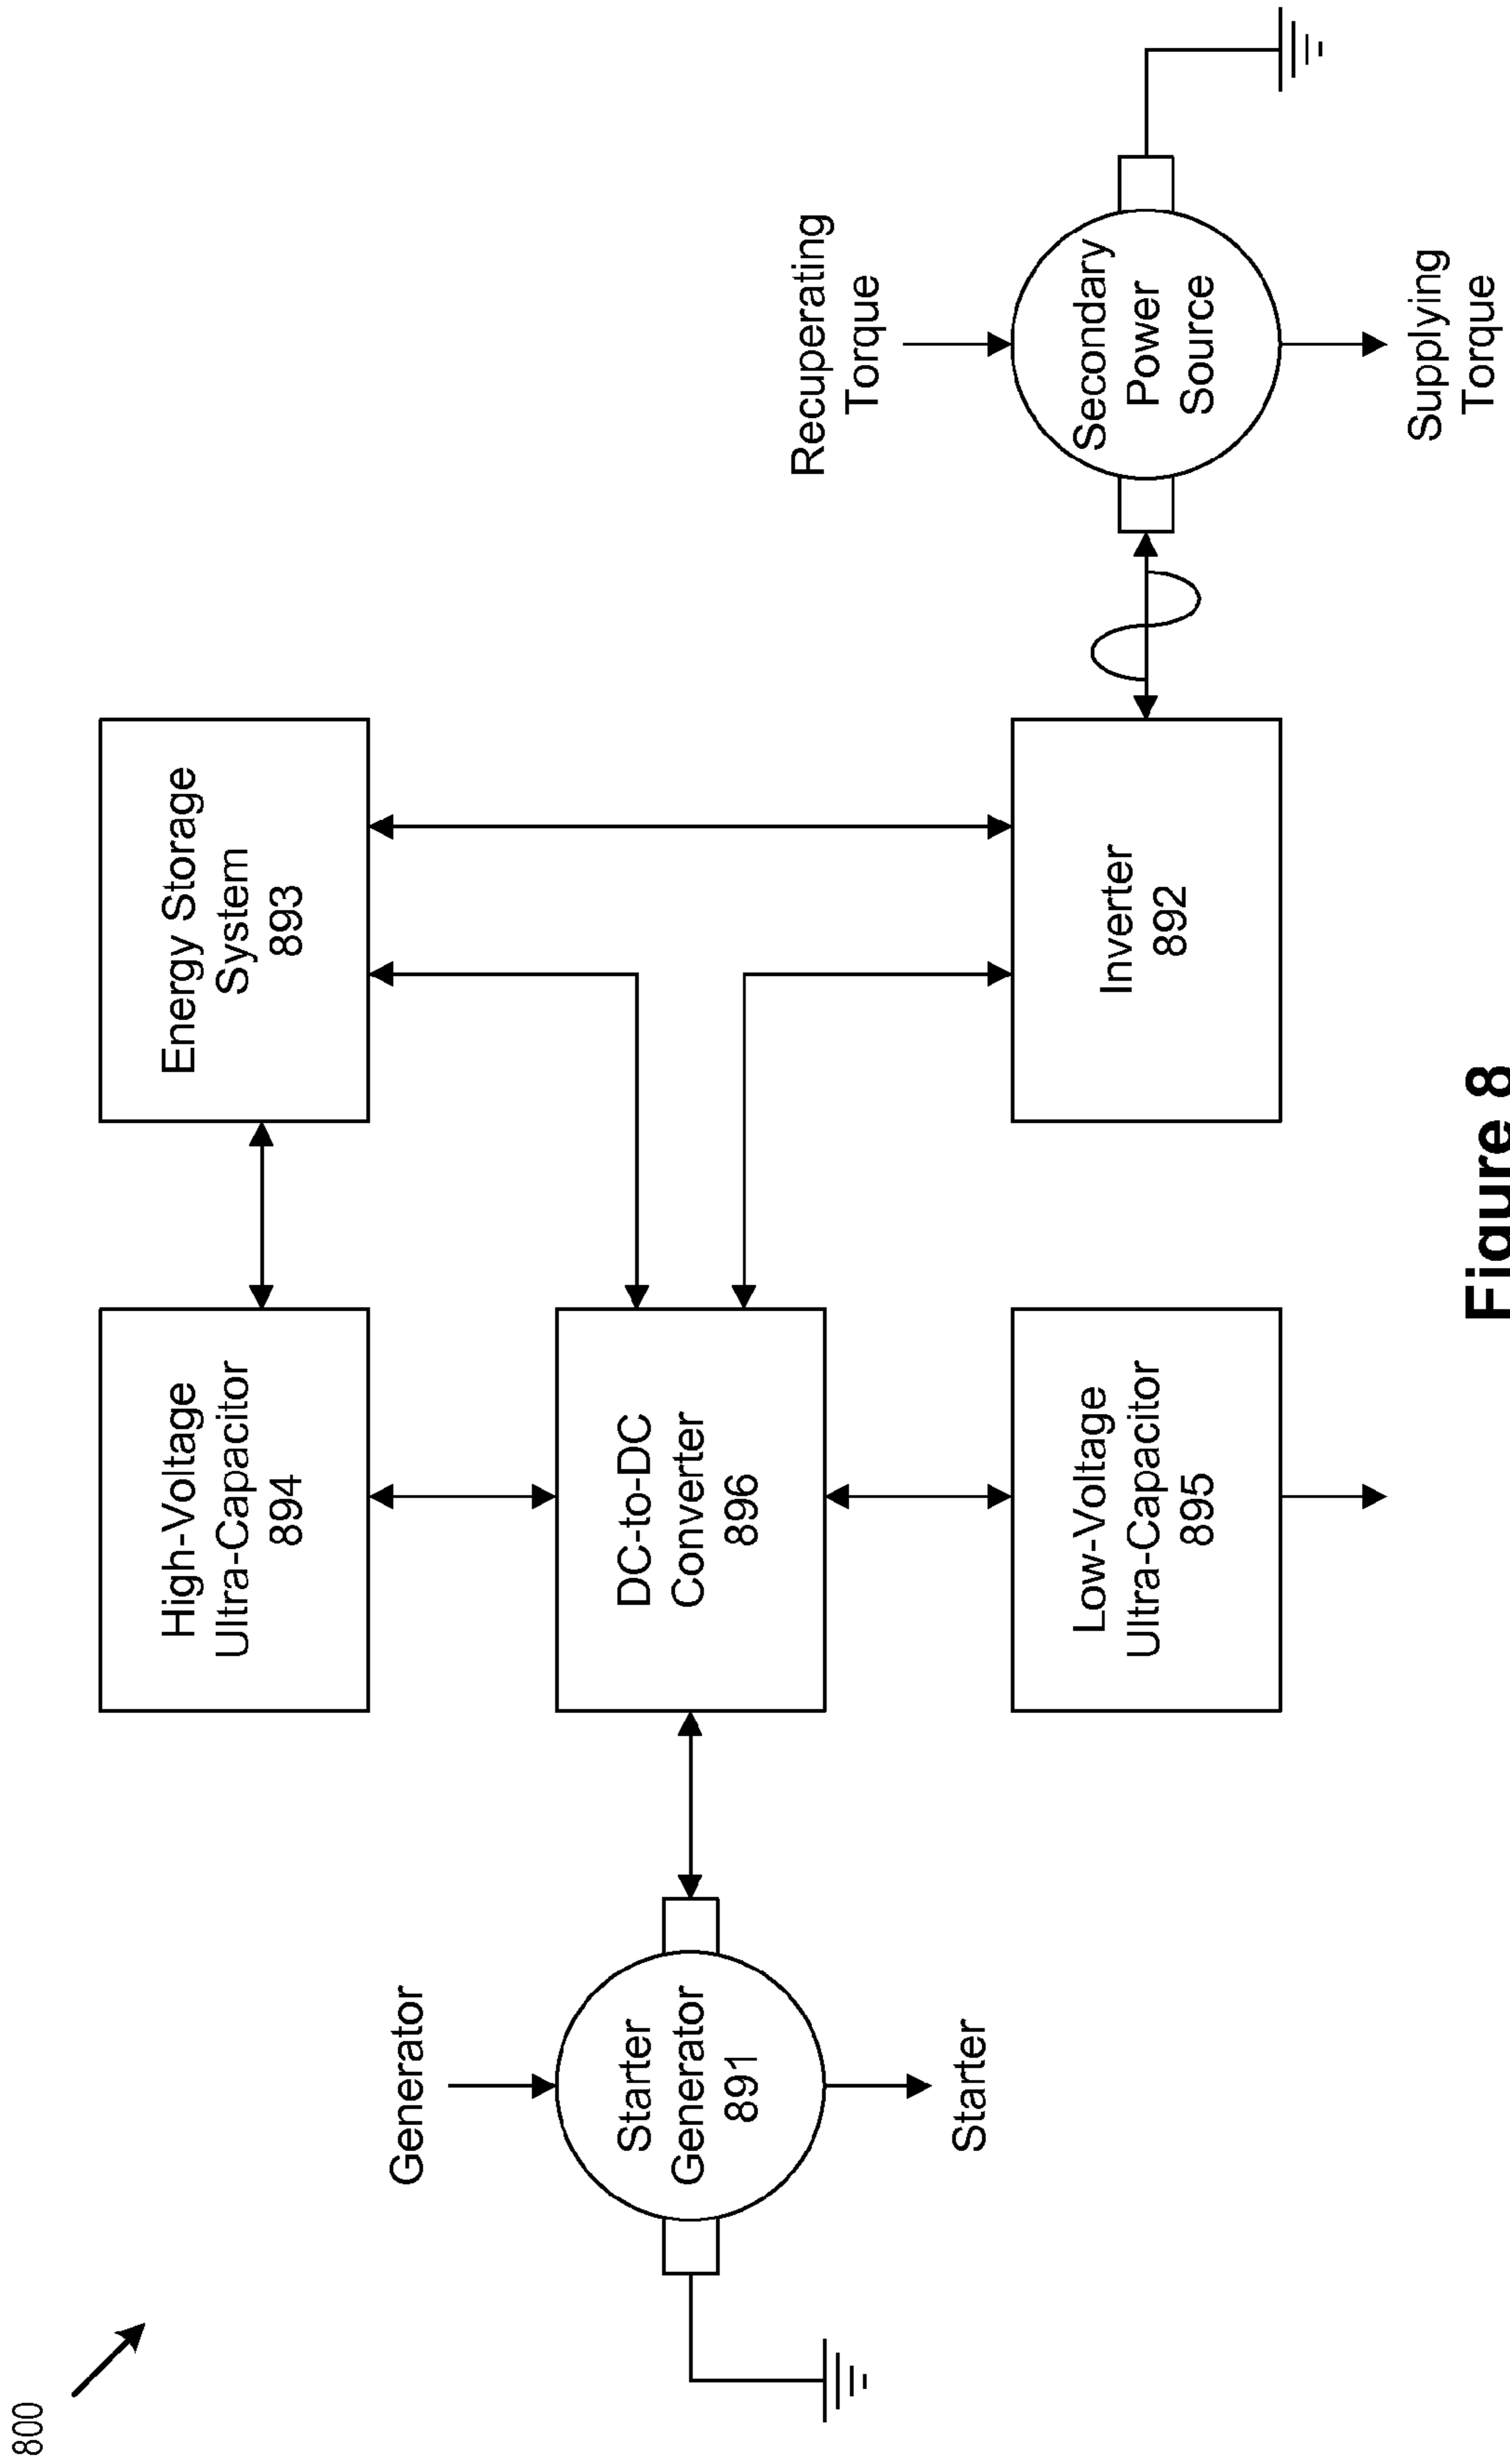 800
Generator
Starter
Generator
891
Starter
High-Voltage
Ultra-Capacitor
894
DC-to-DC
Converter
896
Low-Voltage
Ultra-Capacitor
895
Energy Storage
System
893
Inverter
892
Recuperating
Torque
Secondary
Power
Source
Supplying
Torque
Figure 8